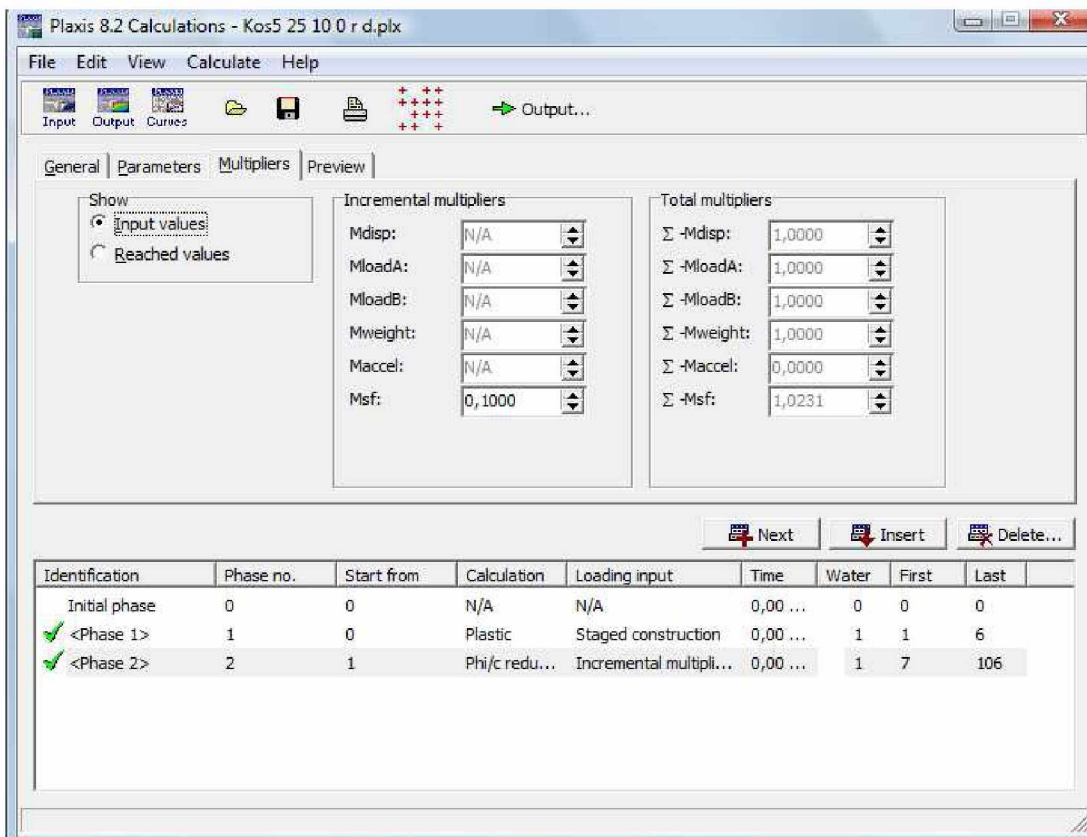 Plaxis 8.2 Calculations - Kos5 25 10 0 r d.plx
File Edit View Calculate Help
Input Output Curves Output...
General Parameters Multipliers Preview
Show
Input values
Reached values
Incremental multipliers
Mdisp: N/A
MloadA: N/A
MloadB: N/A
Mweight: N/A
Maccel: N/A
Msf: 0,1000
Total multipliers
Σ -Mdisp: 1,0000
Σ -MloadA: 1,0000
Σ -MloadB: 1,0000
Σ -Mweight: 1,0000
Σ -Maccel: 0,0000
Σ -Msf: 1,0231
Next Insert Delete...
Identification Phase no. Start from Calculation Loading input Time Water First Last
Initial phase 0 0 N/A N/A 0,00 ... 0 0 0
<Phase 1> 1 0 Plastic Staged construction 0,00 ... 1 1 6
<Phase 2> 2 1 Phi/c redu... Incremental multipli... 0,00 ... 1 7 106